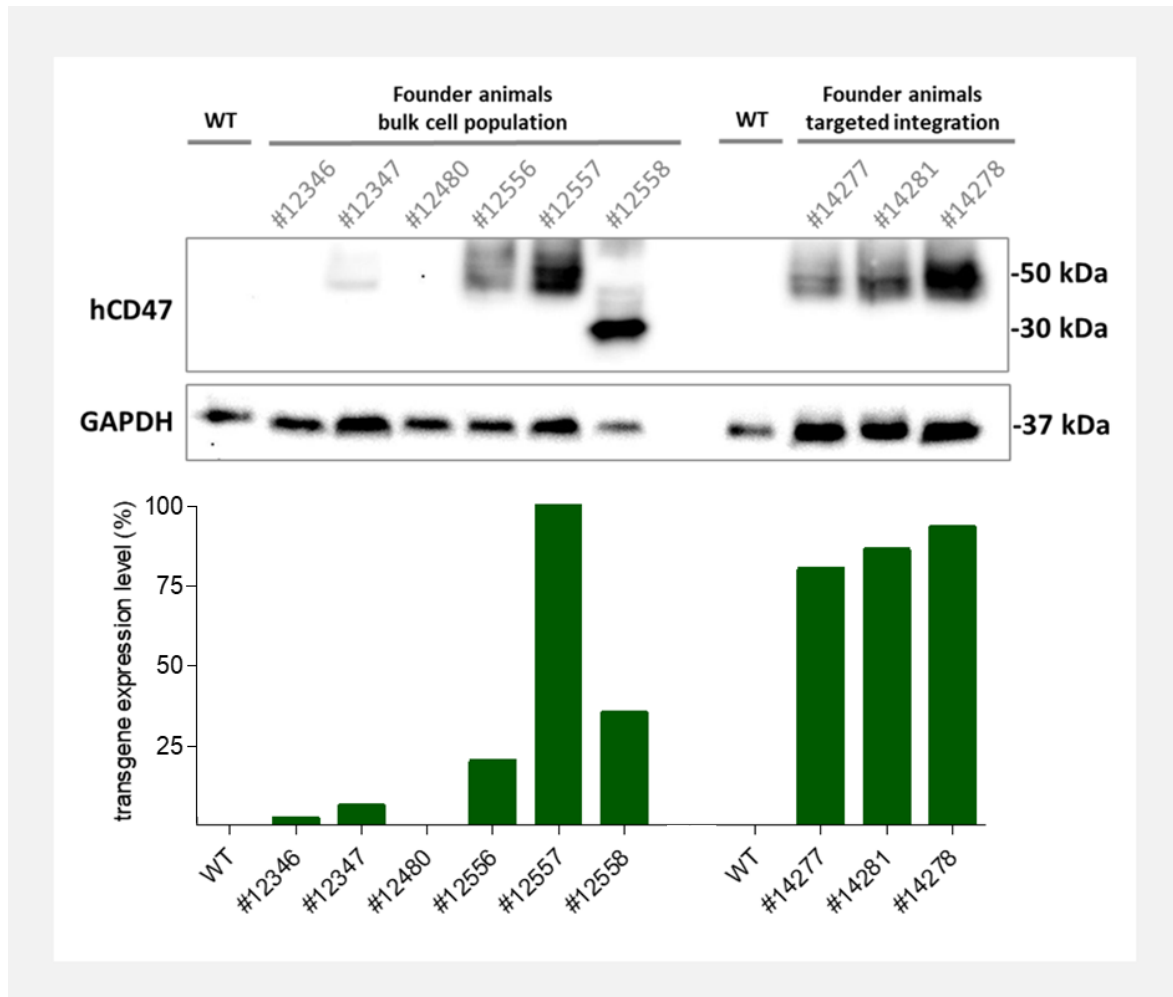 WT
Founder animals
bulk cell population
WT
Founder animals
targeted integration
#12346
#12347
#12480
#12556
#12557
#12558
#14277
#14281
#14278
hCD47
-50 kDa
-30 kDa
GAPDH
-37 kDa
transgene expression level (%)
100
75
50
25
WT
#12346
#12347
#12480
#12556
#12557
#12558
WT
#14277
#14281
#14278